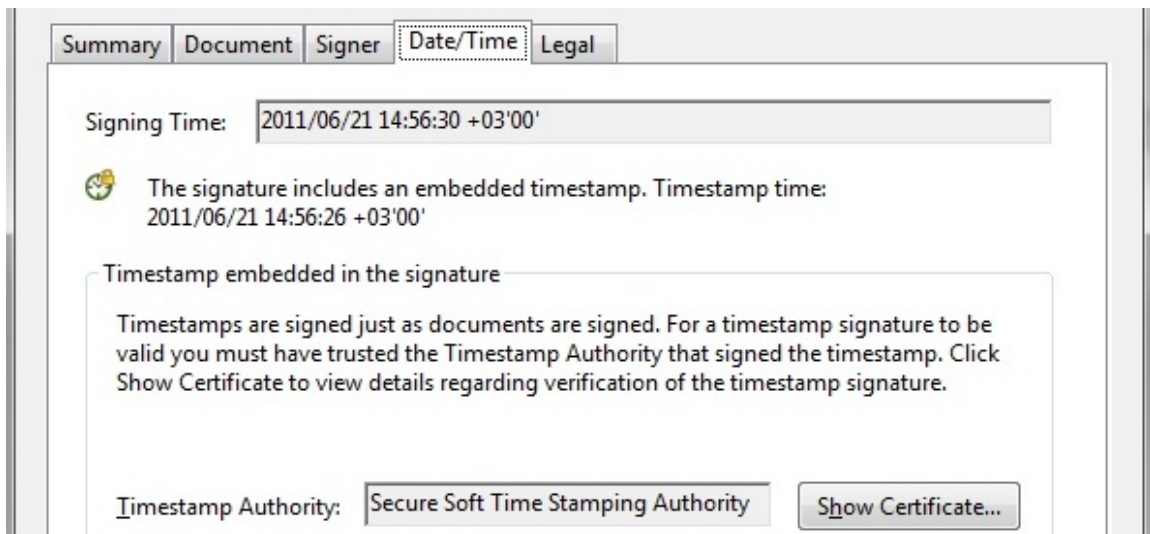 Summary Document Signer Date/Time Legal
Signing Time: 2011/06/21 14:56:30 +03'00'
The signature includes an embedded timestamp. Timestamp time:
2011/06/21 14:56:26 +03'00'
Timestamp embedded in the signature
Timestamps are signed just as documents are signed. For a timestamp signature to be
valid you must have trusted the Timestamp Authority that signed the timestamp. Click
Show Certificate to view details regarding verification of the timestamp signature.
Timestamp Authority: Secure Soft Time Stamping Authority Show Certificate...